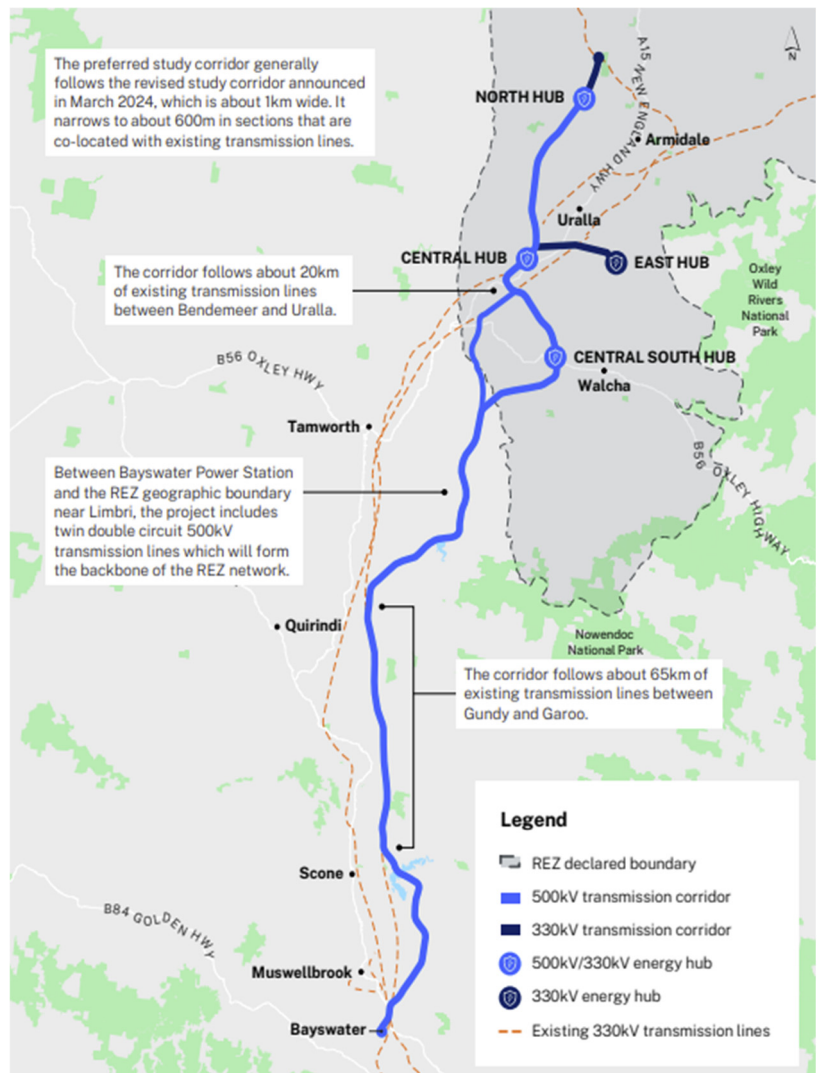 The preferred study corridor generally
follows the revised study corridor announced
in March 2024, which is about 1km wide. It
narrows to about 600m in sections that are
co-located with existing transmission lines.
N
A15 NEW ENGLAND HWY
NORTH HUB
Armidale
Uralla
CENTRAL HUB
EAST HUB
Oxley
Wild
Rivers
National
Park
The corridor follows about 20km
of existing transmission lines
between Bendemeer and Uralla.
B56 OXLEY HWY
CENTRAL SOUTH HUB
Walcha
Tamworth
B56 OXLEY HIGHWAY
Between Bayswater Power Station
and the REZ geographic boundary
near Limbri, the project includes
twin double circuit 500kV
transmission lines which will form
the backbone of the REZ network.
Quirindi
Nowendoc
National Park
The corridor follows about 65km of
existing transmission lines between
Gundy and Garoo.
Scone
B84 GOLDEN HWY
Muswellbrook
Bayswater
Legend
REZ declared boundary
500kV transmission corridor
330kV transmission corridor
500kV/330kV energy hub
330kV energy hub
Existing 330kV transmission lines